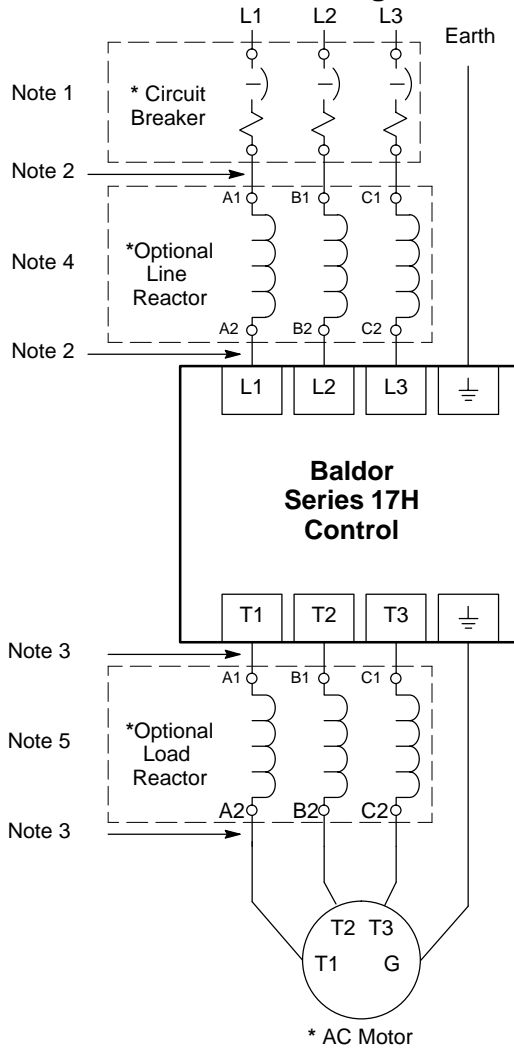 L1 L2 L3
Earth
Note 1
* Circuit
Breaker
Note 2
A1 B1 C1
Note 4
*Optional
Line
Reactor
A2 B2 C2
Note 2
L1 L2 L3
Baldor
Series 17H
Control
T1 T2 T3
Note 3
A1 B1 C1
Note 5
*Optional
Load
Reactor
A2 B2 C2
Note 3
T2 T3
T1 G
* AC Motor